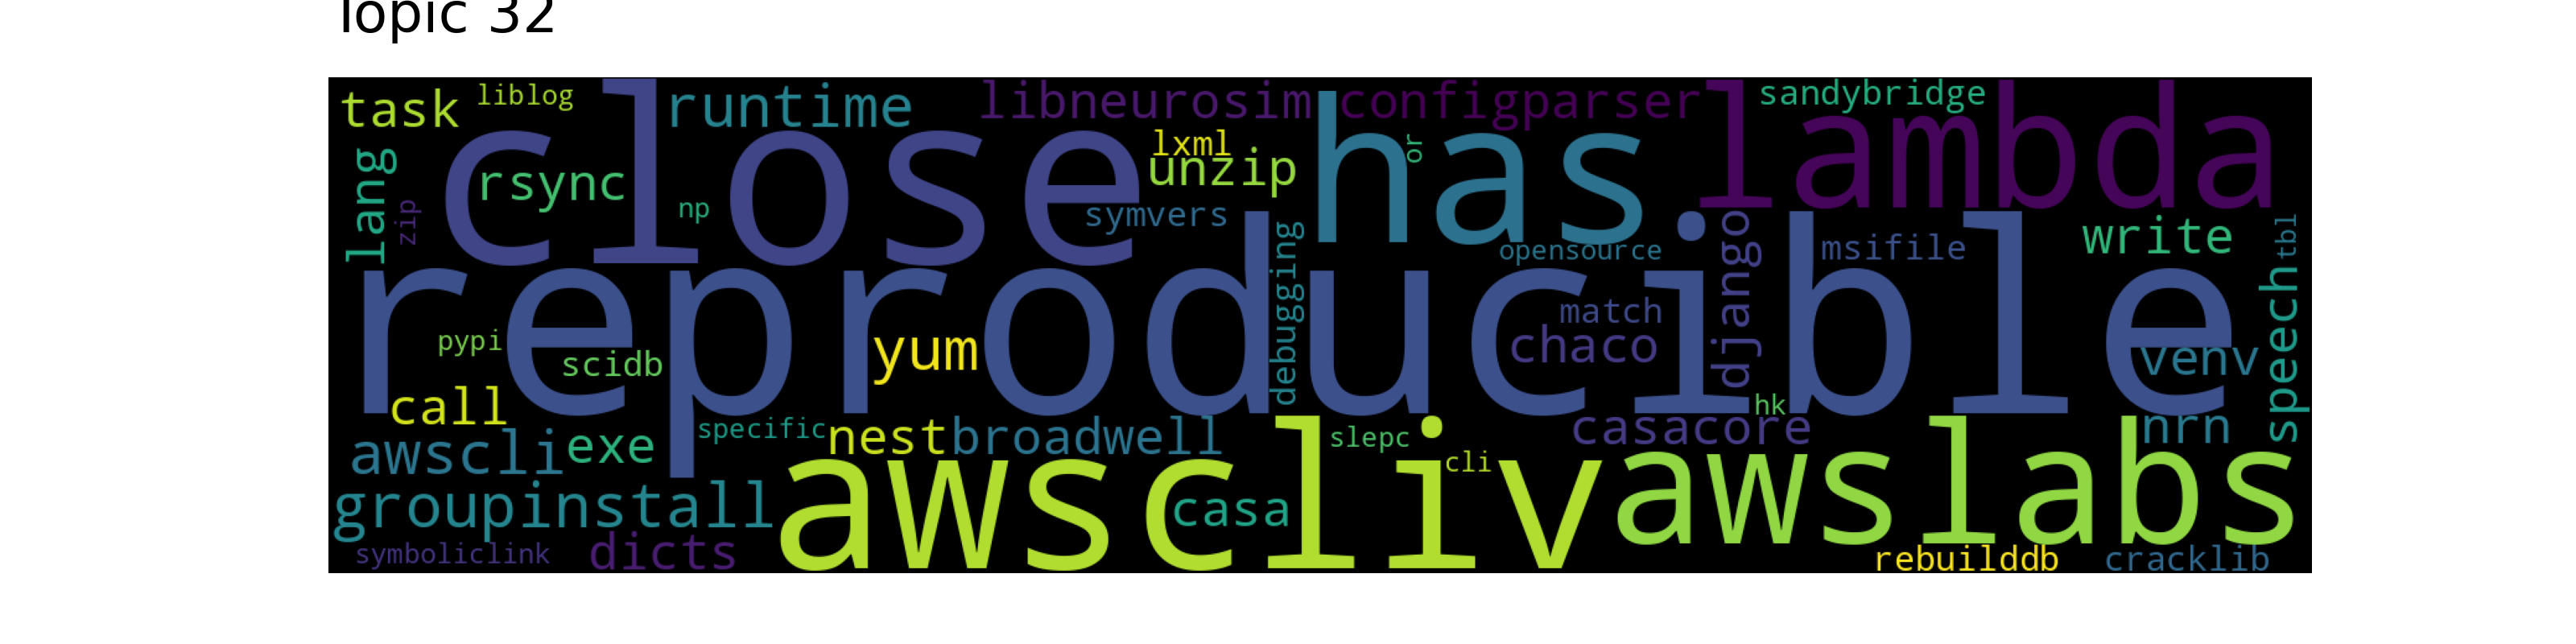 Topic 32
task liblog runtime libneurosim configparser sandybridge
close has lambda
lang zip rsync np lxml unzip or
symvers opensource msifile write tbl
reproducible
debugging django match chaco speech
pypi scidb yum venv
call hk
awscli exe specific nest broadwell slepc casacore nrn
awscliv awslabs
cli
groupinstall casa
symboliclink dicts rebuilddb cracklib